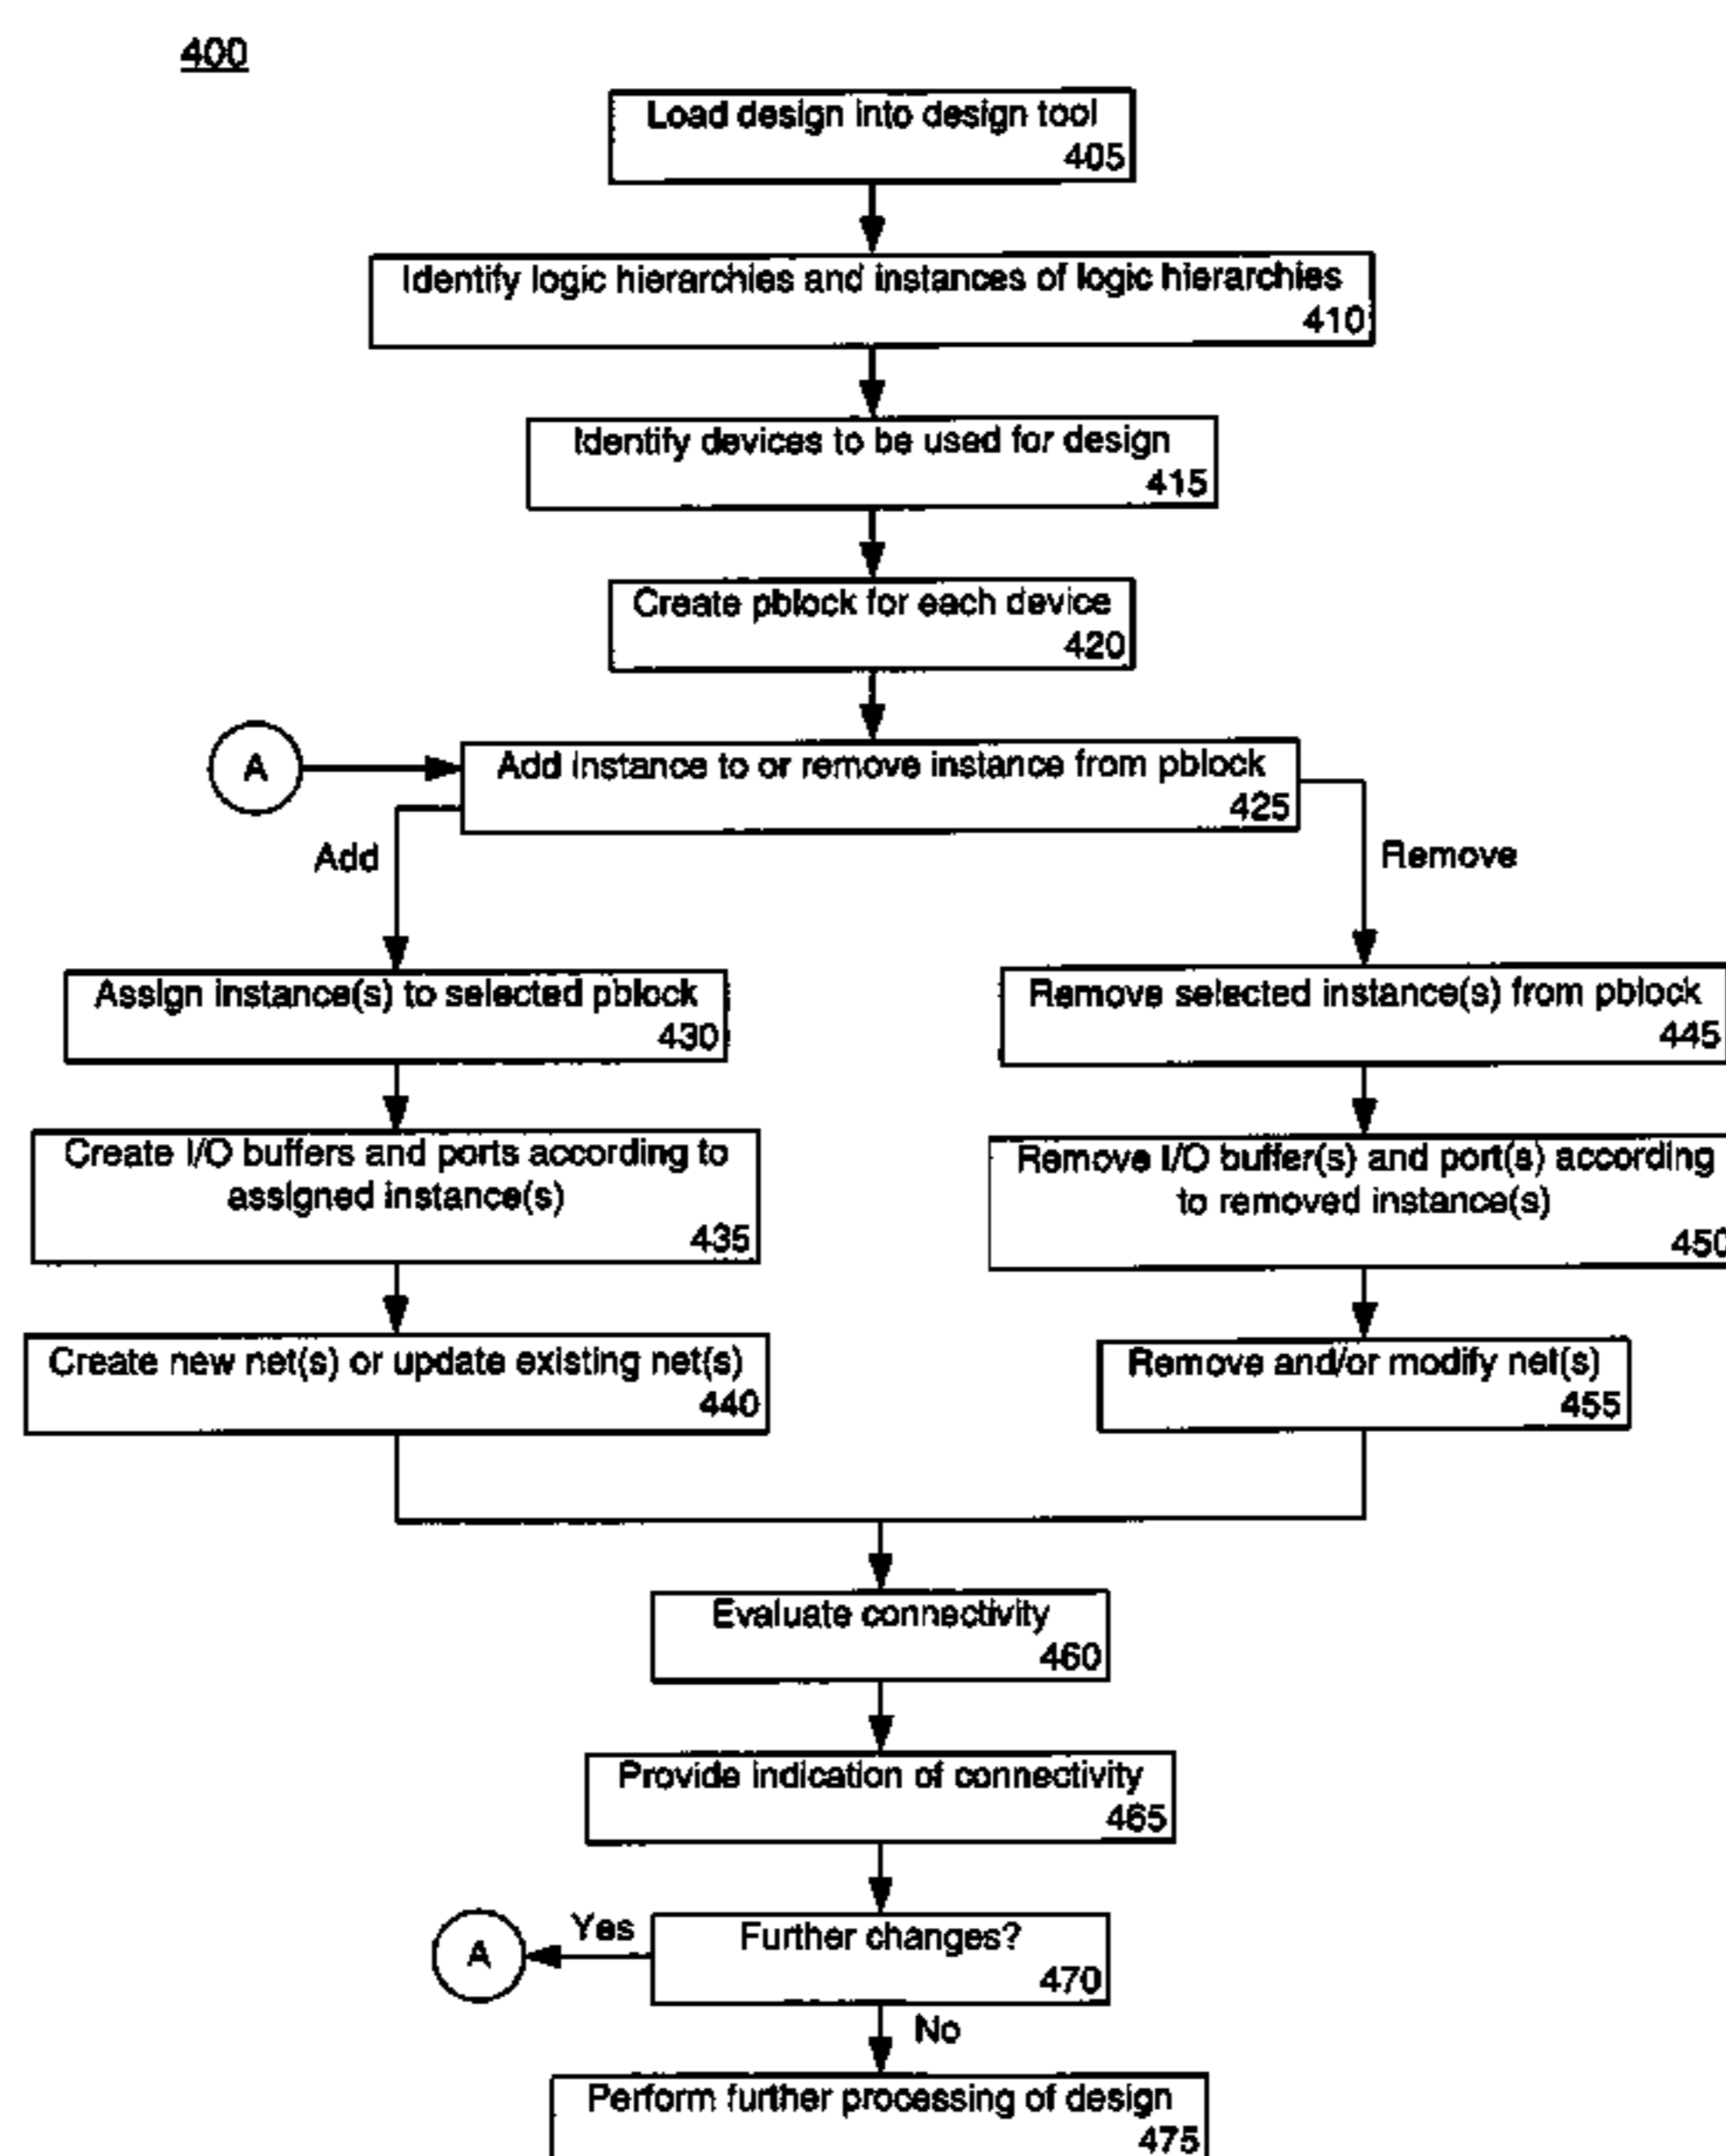 400
Load design into design tool
405
Identify logic hierarchies and instances of logic hierarchies
410
Identify devices to be used for design
415
Create pblock for each device
420
A
Add instance to or remove instance from pblock
425
Add
Remove
Assign instance(s) to selected pblock
430
Remove selected instance(s) from pblock
445
Create I/O buffers and ports according to
assigned instance(s)
435
Remove I/O buffer(s) and port(s) according
to removed instance(s)
450
Create new net(s) or update existing net(s)
440
Remove and/or modify net(s)
455
Evaluate connectivity
460
Provide indication of connectivity
465
A
Yes
Further changes?
470
No
Perform further processing of design
475